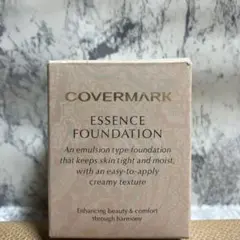 COVERMARK
ESSENCE
FOUNDATION
An emulsion type foundation
that keeps skin tight and moist,
with an easy-to-apply
creamy texture
Enhancing beauty & comfort
through harmony